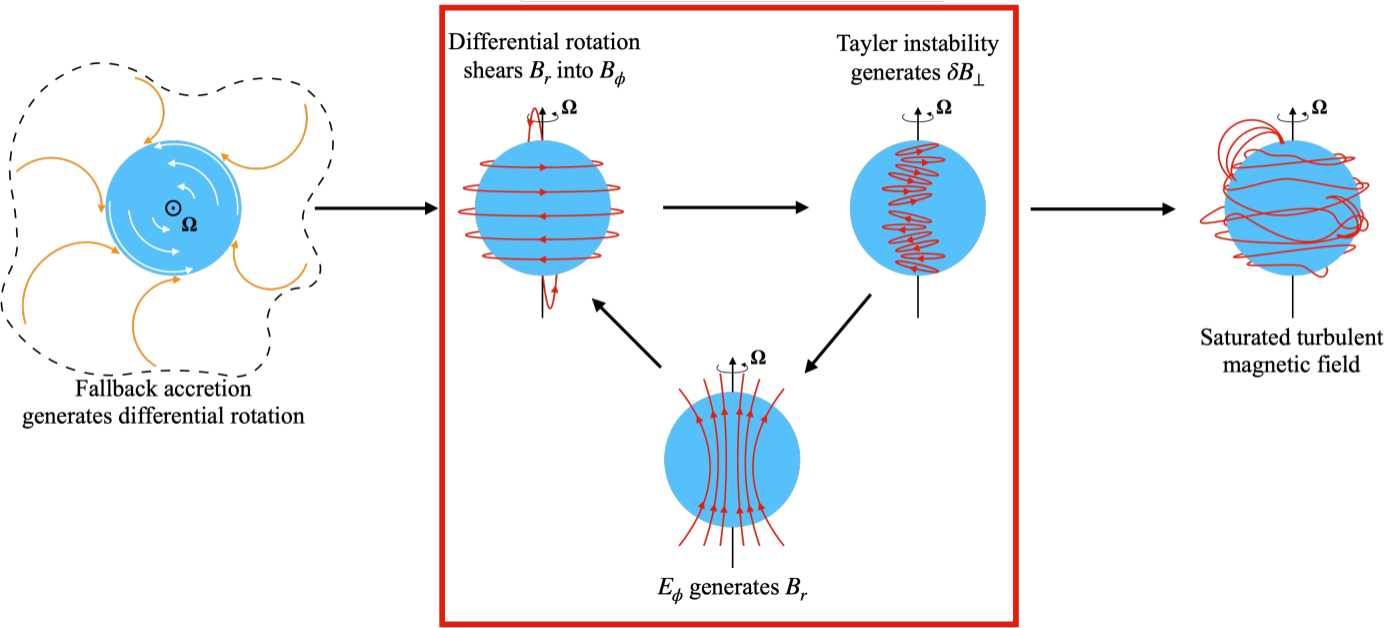 Differential rotation
shears B_r into B_ϕ
Tayler instability
generates δB_⊥
Ω
Ω
Ω
Ω
Fallback accretion
generates differential rotation
Ω
Saturated turbulent
magnetic field
E_ϕ generates B_r